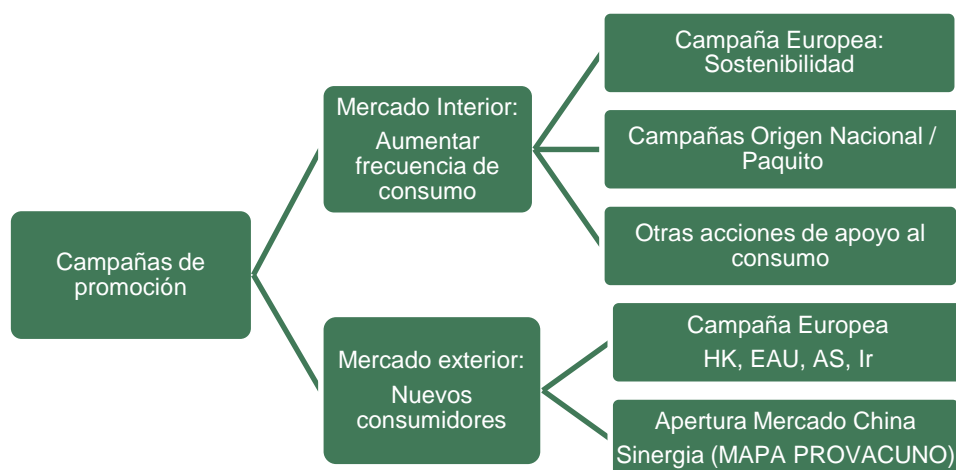 Campañas de
promoción
Mercado Interior:
Aumentar
frecuencia de
consumo
Campaña Europea:
Sostenibilidad
Campañas Origen Nacional /
Paquito
Otras acciones de apoyo al
consumo
Mercado exterior:
Nuevos
consumidores
Campaña Europea
HK, EAU, AS, Ir
Apertura Mercado China
Sinergia (MAPA PROVACUNO)